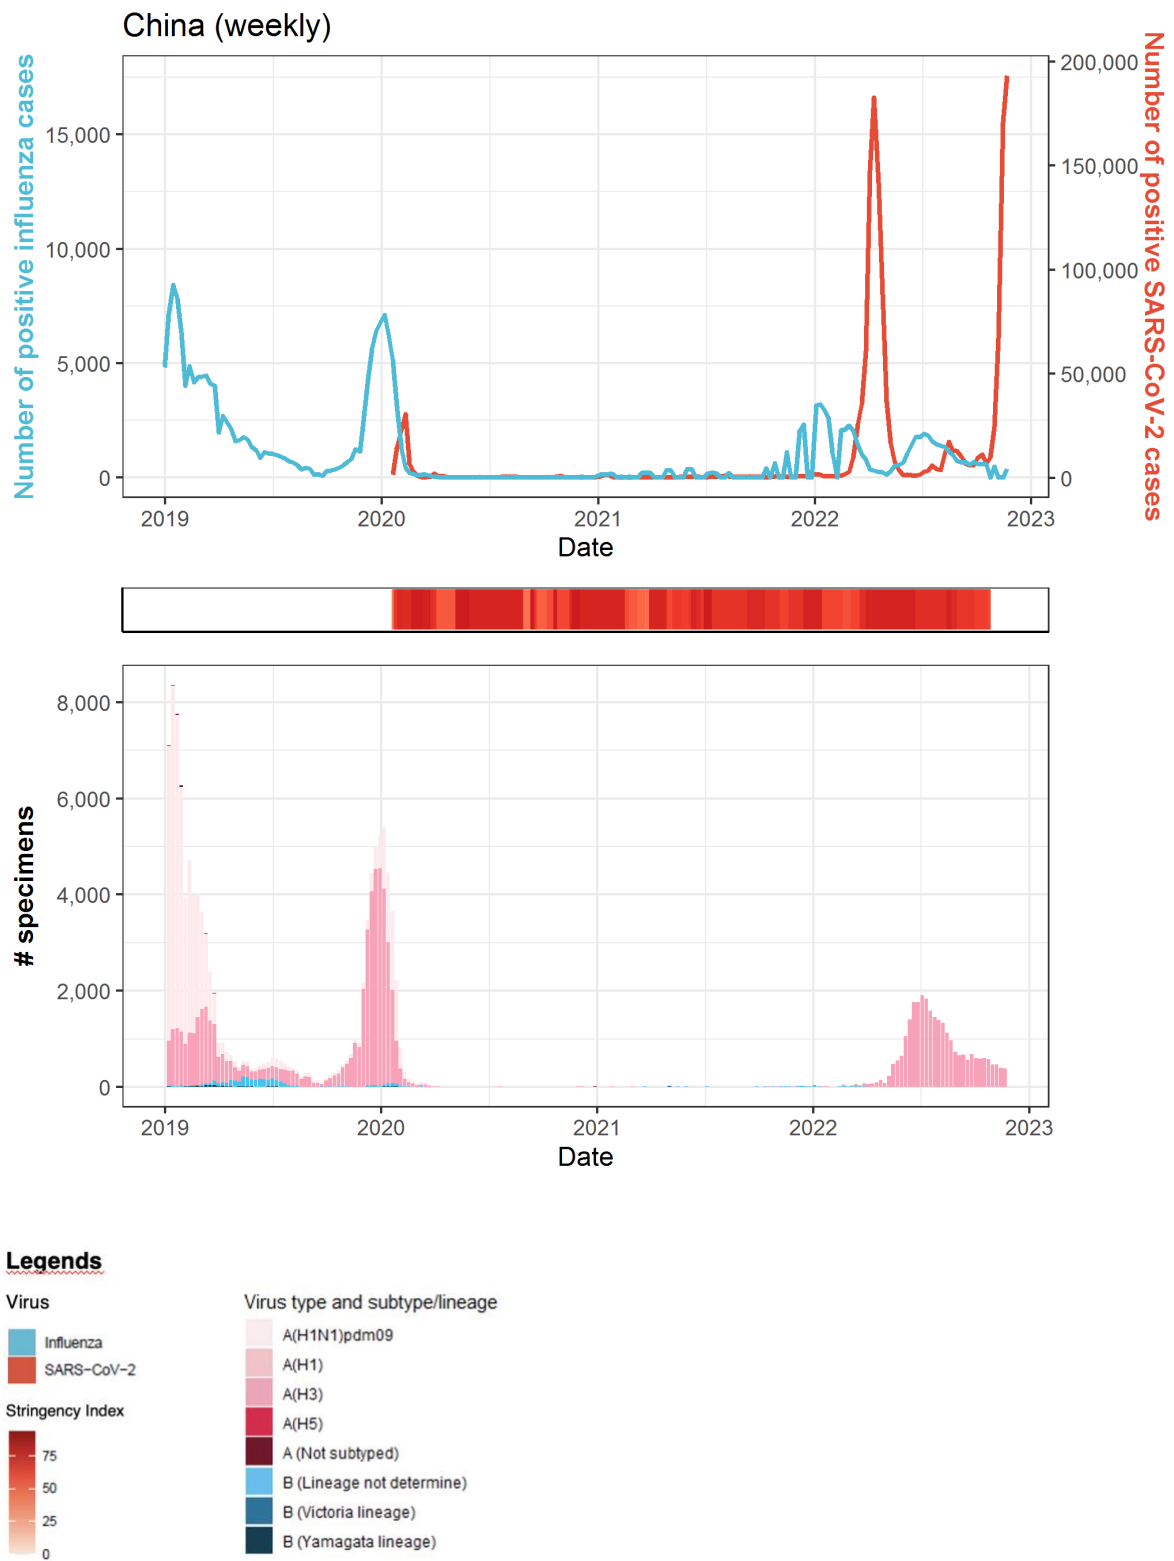 China (weekly)
Number of positive influenza cases
15,000
10,000
5,000
0
200,000
150,000
100,000
50,000
0
Number of positive SARS-CoV-2 cases
2019
2020
2021
2022
2023
Date
# specimens
8,000
6,000
4,000
2,000
0
2019
2020
2021
2022
2023
Date
Legends
Virus
Influenza
SARS-CoV-2
Stringency Index
75
50
25
0
Virus type and subtype/lineage
A(H1N1)pdm09
A(H1)
A(H3)
A(H5)
A (Not subtyped)
B (Lineage not determine)
B (Victoria lineage)
B (Yamagata lineage)